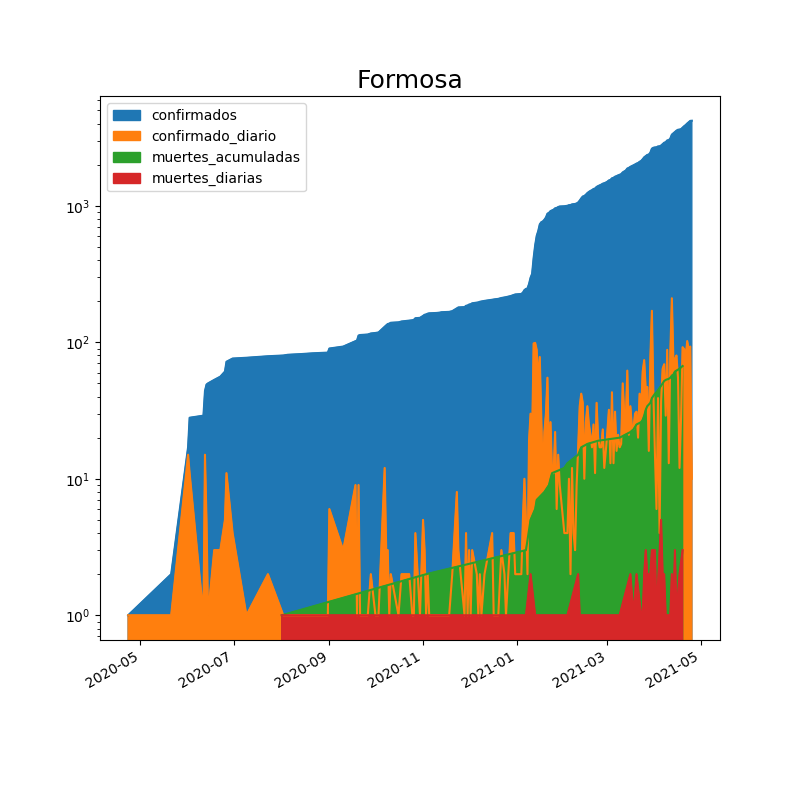 Formosa
confirmados
confirmado_diario
muertes_acumuladas
muertes_diarias
10³
10²
10¹
10⁰
2020-05
2020-07
2020-09
2020-11
2021-01
2021-03
2021-05